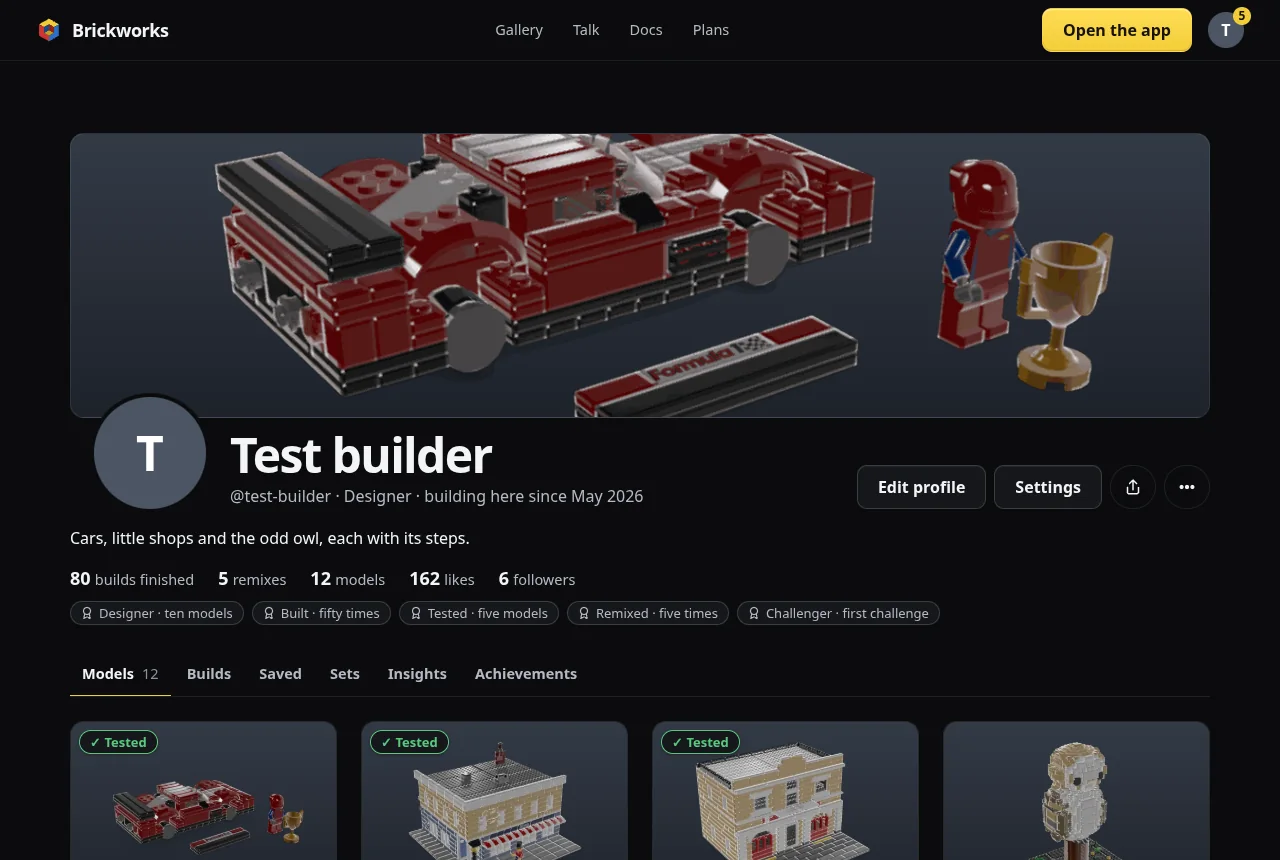 Brickworks
Gallery
Talk
Docs
Plans
Open the app
T
5
Formula 1
T
Test builder
@test-builder · Designer · building here since May 2026
Edit profile
Settings
Cars, little shops and the odd owl, each with its steps.
80 builds finished
5 remixes
12 models
162 likes
6 followers
Designer · ten models
Built · fifty times
Tested · five models
Remixed · five times
Challenger · first challenge
Models 12
Builds
Saved
Sets
Insights
Achievements
✓ Tested
✓ Tested
✓ Tested